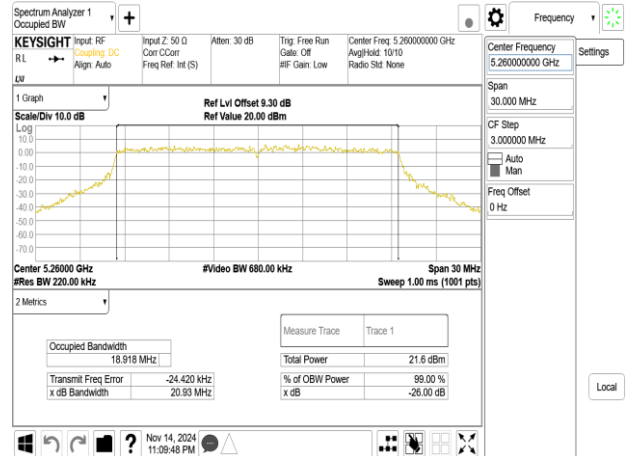 Spectrum Analyzer 1
Occupied BW
Frequency
KEYSIGHT
RL
Input: RF
Coupling: DC
Align: Auto
Input Z: 50 Ω
Corr CCorr
Freq Ref: Int (S)
Atten: 30 dB
Trig: Free Run
Gate: Off
#IF Gain: Low
Center Freq: 5.260000000 GHz
Avg|Hold: 10/10
Radio Std: None
Center Frequency
5.260000000 GHz
Settings
Span
30.000 MHz
CF Step
3.000000 MHz
Auto
Man
Freq Offset
0 Hz
1 Graph
Scale/Div 10.0 dB
Ref Lvl Offset 9.30 dB
Ref Value 20.00 dBm
Log
10.0
0.00
-10.0
-20.0
-30.0
-40.0
-50.0
-60.0
-70.0
Center 5.26000 GHz
#Res BW 220.00 kHz
#Video BW 680.00 kHz
Span 30 MHz
Sweep 1.00 ms (1001 pts)
2 Metrics
Measure Trace Trace 1
Occupied Bandwidth
18.918 MHz
Total Power 21.6 dBm
Transmit Freq Error -24.420 kHz
% of OBW Power 99.00 %
x dB Bandwidth 20.93 MHz
x dB -26.00 dB
Local
Nov 14, 2024
11:09:48 PM